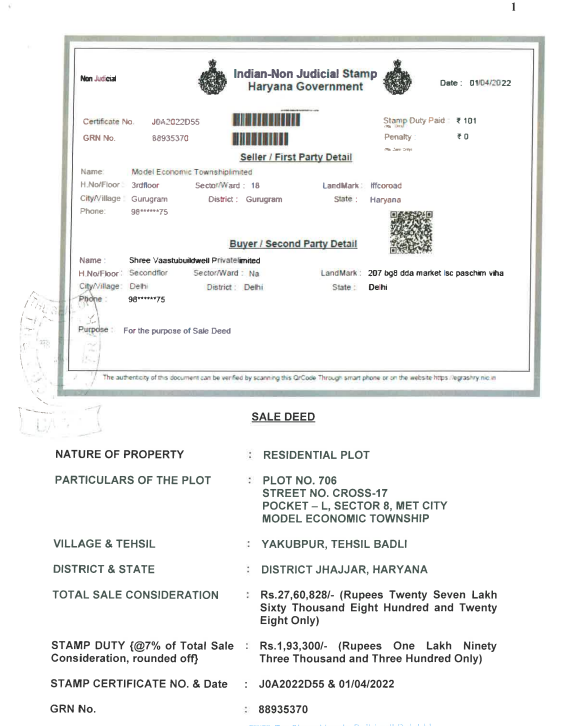 1
Non Judicial
Indian-Non Judicial Stamp
Haryana Government
Date : 01/04/2022
Certificate No. J0A2022D55
Stamp Duty Paid : ₹ 101
GRN No. 88935370
Penalty : ₹ 0
Seller / First Party Detail
Name: Model Economic Townshiplimited
H.No/Floor : 3rdfloor Sector/Ward : 18 LandMark : Iffcoroad
City/Village : Gurugram District : Gurugram State : Haryana
Phone: 98******75
Buyer / Second Party Detail
Name : Shree Vaastubuildwell Privatelimited
H.No/Floor : Secondflor Sector/Ward : Na LandMark : 207 bg8 dda market lsc paschim viha
City/Village: Delhi District : Delhi State : Delhi
Phone : 98******75
Purpose : For the purpose of Sale Deed
The authenticity of this document can be verified by scanning this QrCode Through smart phone or on the website https://egrashry.nic.in
SALE DEED
NATURE OF PROPERTY : RESIDENTIAL PLOT
PARTICULARS OF THE PLOT : PLOT NO. 706
STREET NO. CROSS-17
POCKET – L, SECTOR 8, MET CITY
MODEL ECONOMIC TOWNSHIP
VILLAGE & TEHSIL : YAKUBPUR, TEHSIL BADLI
DISTRICT & STATE : DISTRICT JHAJJAR, HARYANA
TOTAL SALE CONSIDERATION : Rs.27,60,828/- (Rupees Twenty Seven Lakh
Sixty Thousand Eight Hundred and Twenty
Eight Only)
STAMP DUTY {@7% of Total Sale : Rs.1,93,300/- (Rupees One Lakh Ninety
Consideration, rounded off} Three Thousand and Three Hundred Only)
STAMP CERTIFICATE NO. & Date : J0A2022D55 & 01/04/2022
GRN No. : 88935370